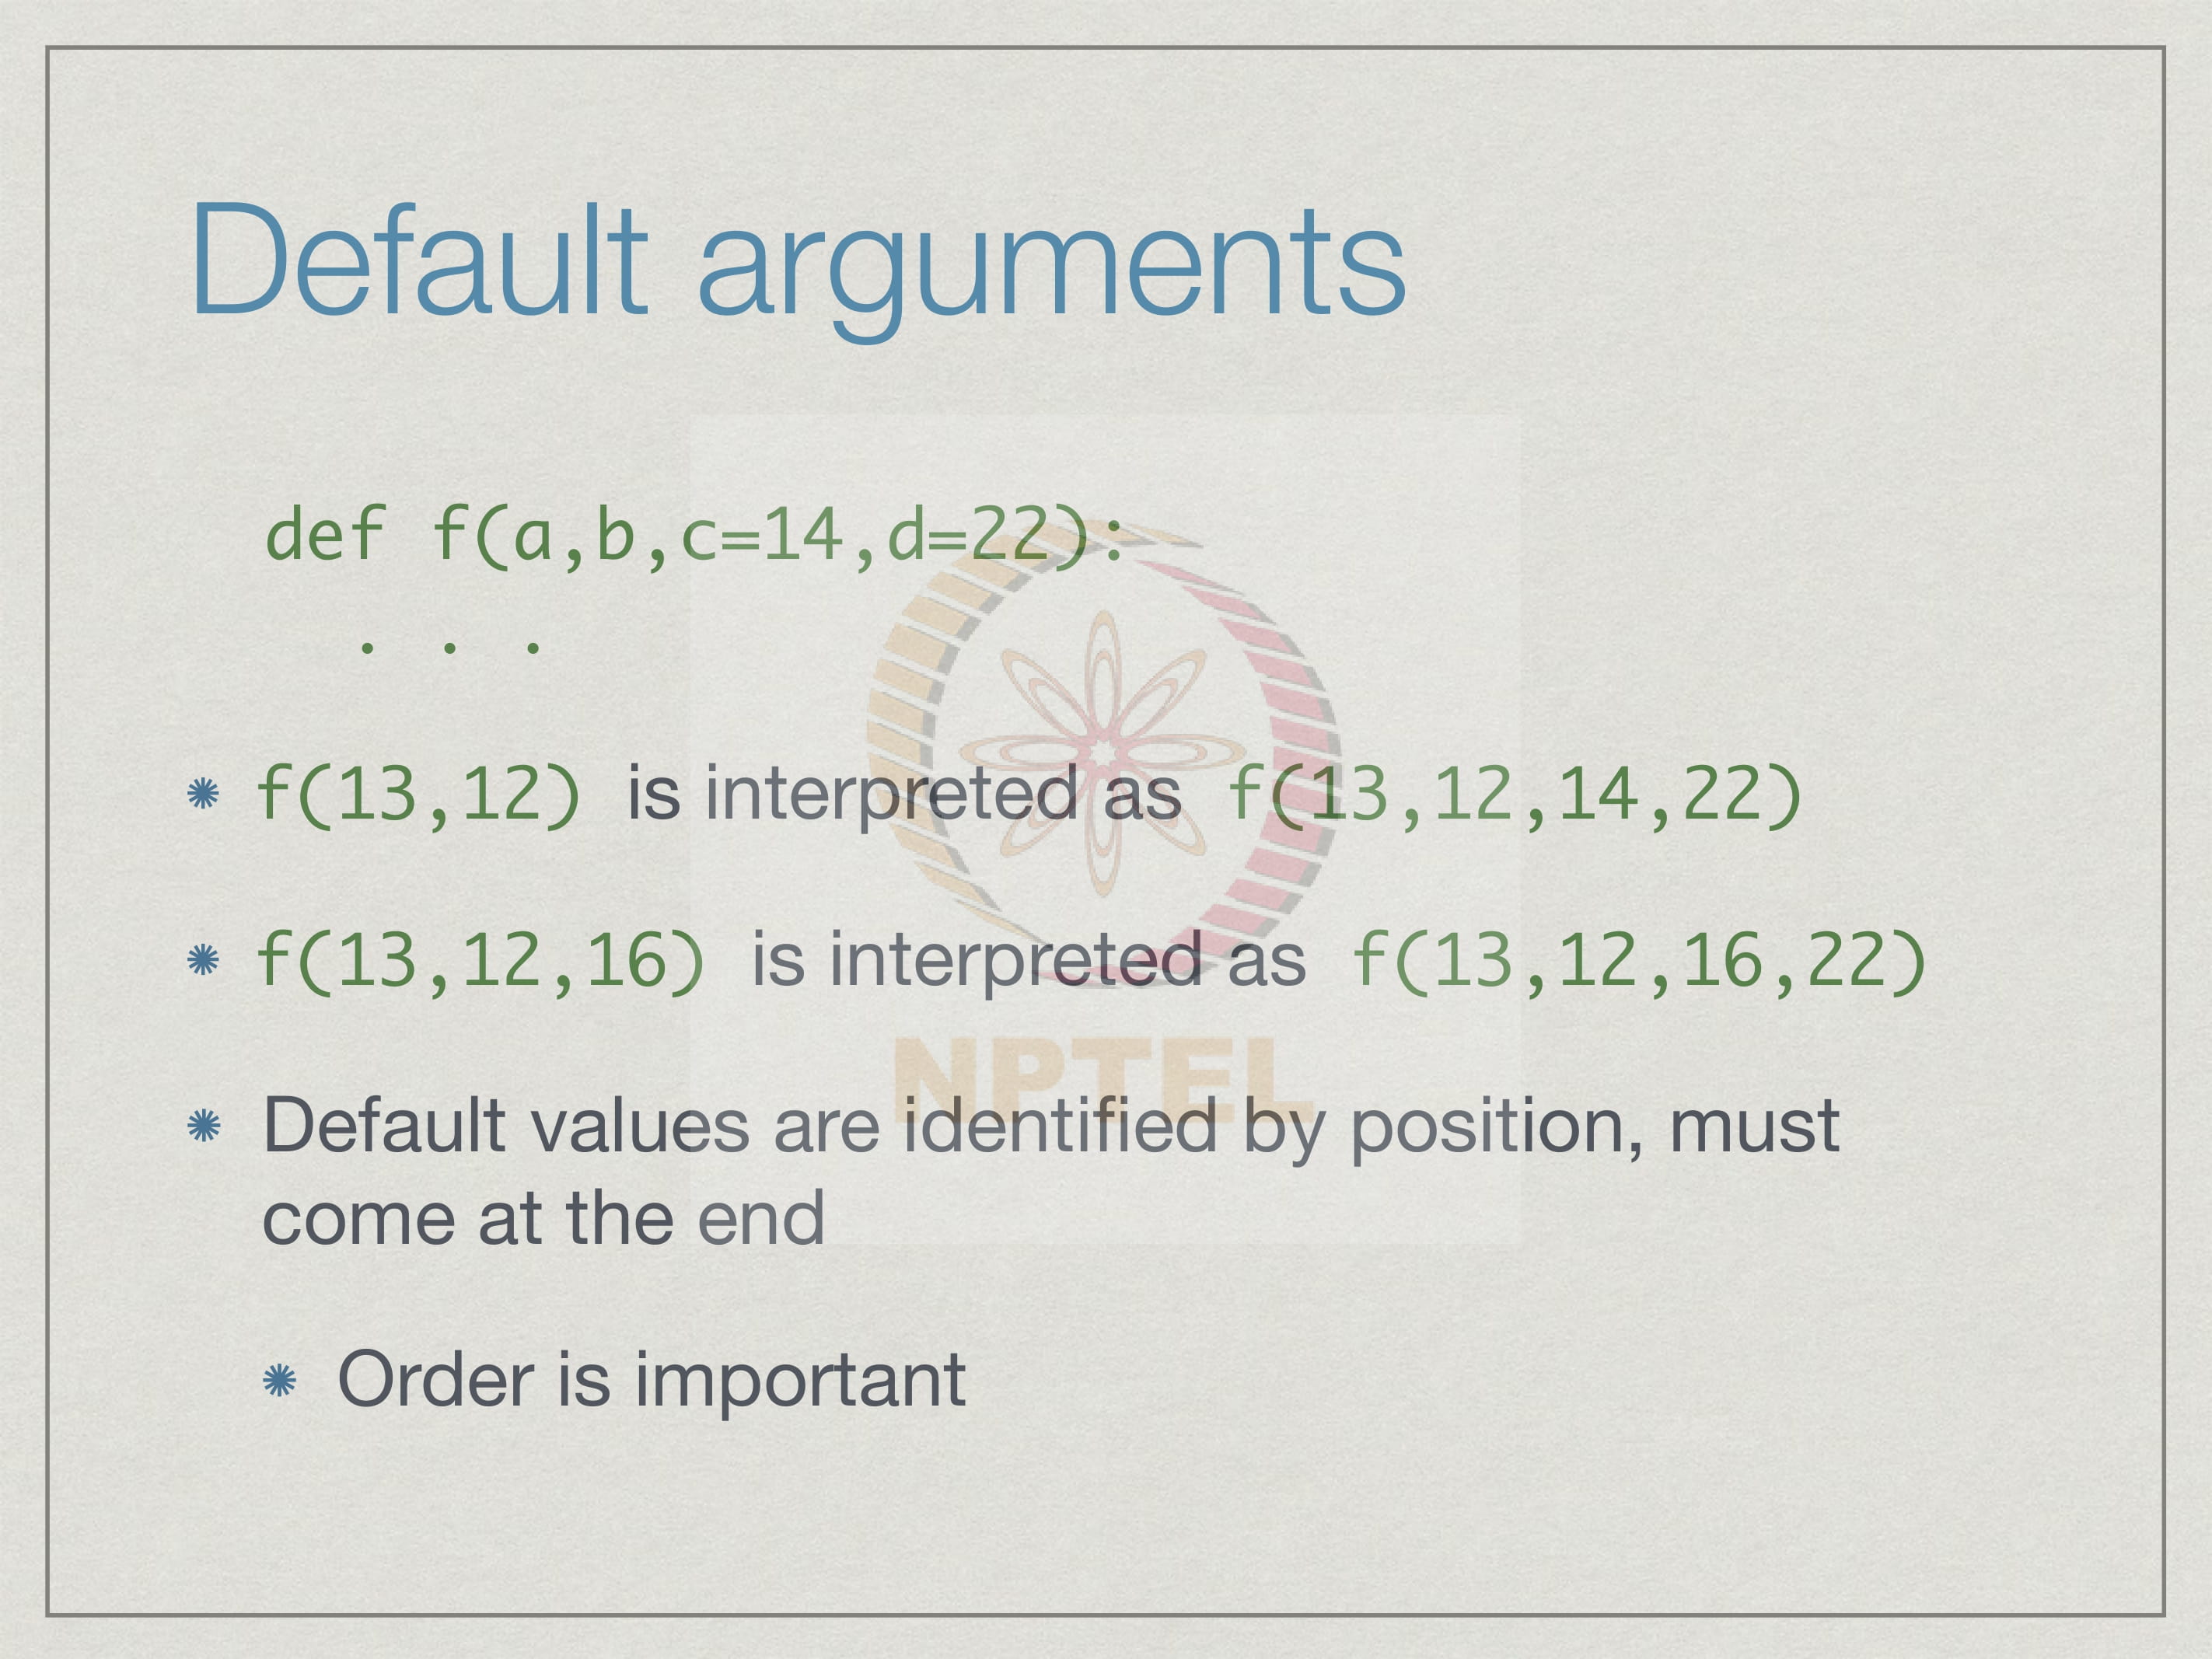 Default arguments
def f(a,b,c=14,d=22):
. . .
f(13,12) is interpreted as f(13,12,14,22)
f(13,12,16) is interpreted as f(13,12,16,22)
NPTEL
Default values are identified by position, must
come at the end
Order is important